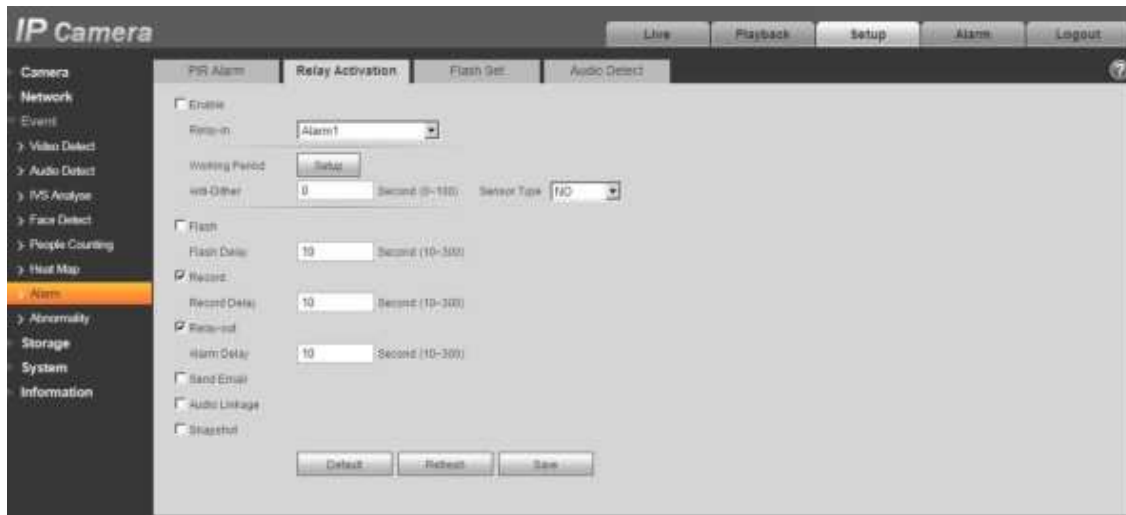 IP Camera
Live Playback Setup Alarm Logout
Camera
Network
Event
Video Detect
Audio Detect
IVS Analyse
Face Detect
People Counting
Heat Map
Alarm
Abnormality
Storage
System
Information
PIR Alarm Relay Activation Flash Set Audio Detect ?
Enable
Relay-in Alarm1
Working Period Setup
Anti-Dither 0 Second (0~100) Sensor Type NO
Flash
Flash Delay 10 Second (10~300)
Record
Record Delay 10 Second (10~300)
Relay-out
Alarm Delay 10 Second (10~300)
Send Email
Audio Linkage
Snapshot
Default Refresh Save